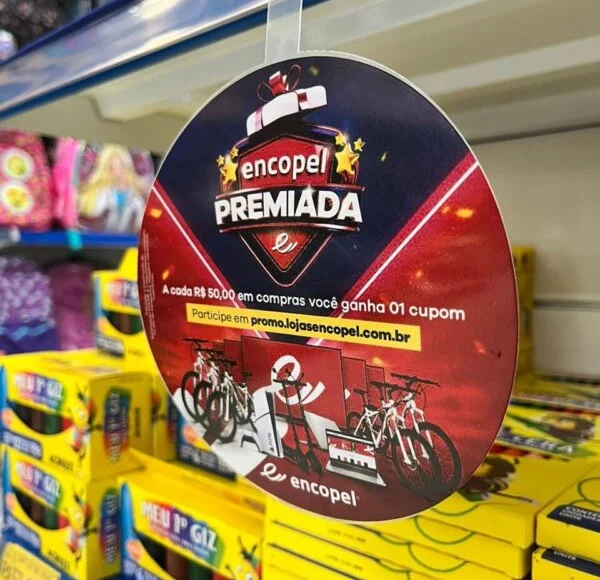 encopel
PREMIADA
A cada R$ 50,00 em compras você ganha 01 cupom
Participe em promo.lojasencopel.com.br
encopel
MEU 1º GIZ
MEU 1º GIZ
MEU 1º GIZ
ACRILEX